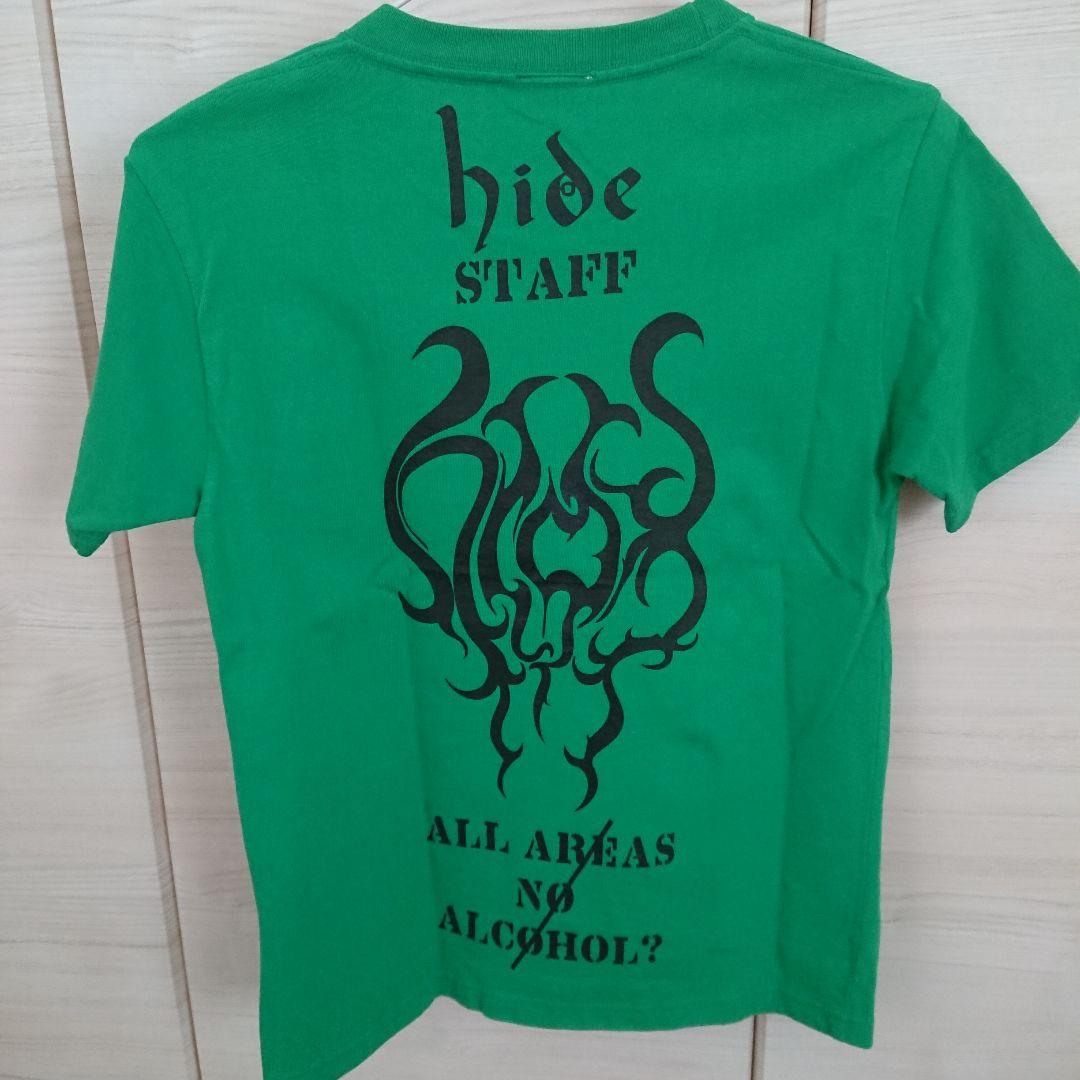 hide
STAFF
ALL AREAS
NO
ALCOHOL?